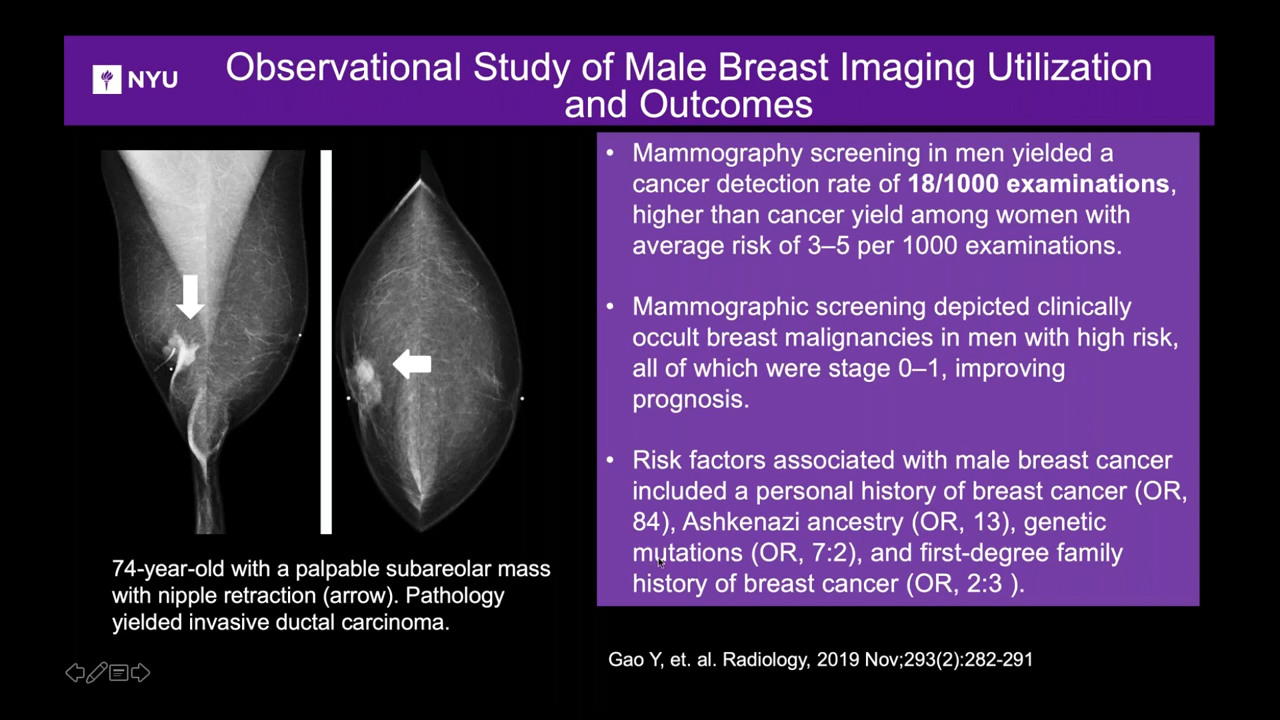 NYU
Observational Study of Male Breast Imaging Utilization
and Outcomes
• Mammography screening in men yielded a
cancer detection rate of 18/1000 examinations,
higher than cancer yield among women with
average risk of 3–5 per 1000 examinations.
• Mammographic screening depicted clinically
occult breast malignancies in men with high risk,
all of which were stage 0–1, improving
prognosis.
• Risk factors associated with male breast cancer
included a personal history of breast cancer (OR,
84), Ashkenazi ancestry (OR, 13), genetic
mutations (OR, 7:2), and first-degree family
history of breast cancer (OR, 2:3 ).
74-year-old with a palpable subareolar mass
with nipple retraction (arrow). Pathology
yielded invasive ductal carcinoma.
Gao Y, et. al. Radiology, 2019 Nov;293(2):282-291